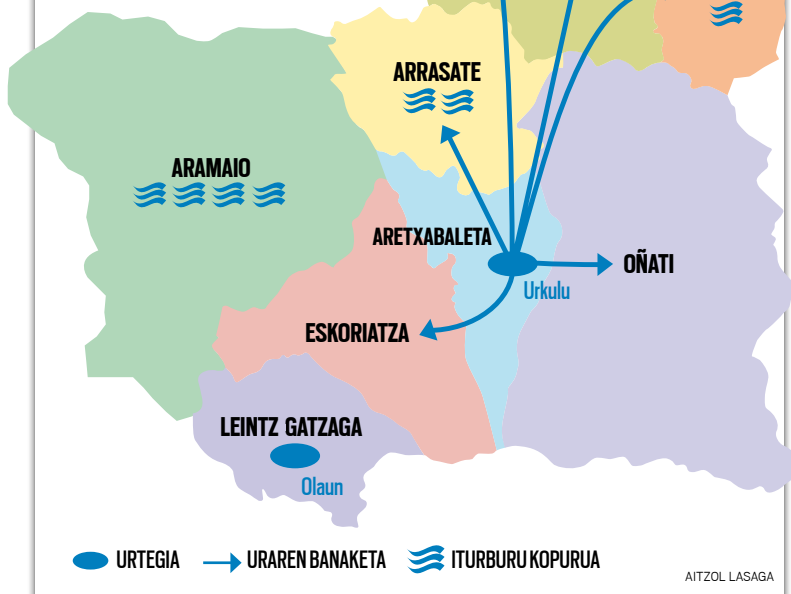 ARRASATE
ARAMAIO
ARETXABALETA
OÑATI
Urkulu
ESKORIATZA
LEINTZ GATZAGA
Olaun
URTEGIA
URAREN BANAKETA
ITURBURU KOPURUA
AITZOL LASAGA